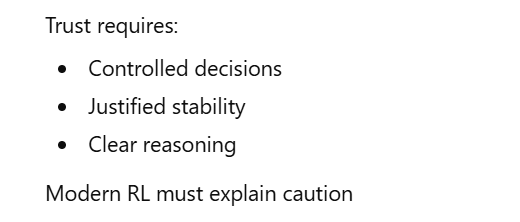 Trust requires:
• Controlled decisions
• Justified stability
• Clear reasoning
Modern RL must explain caution